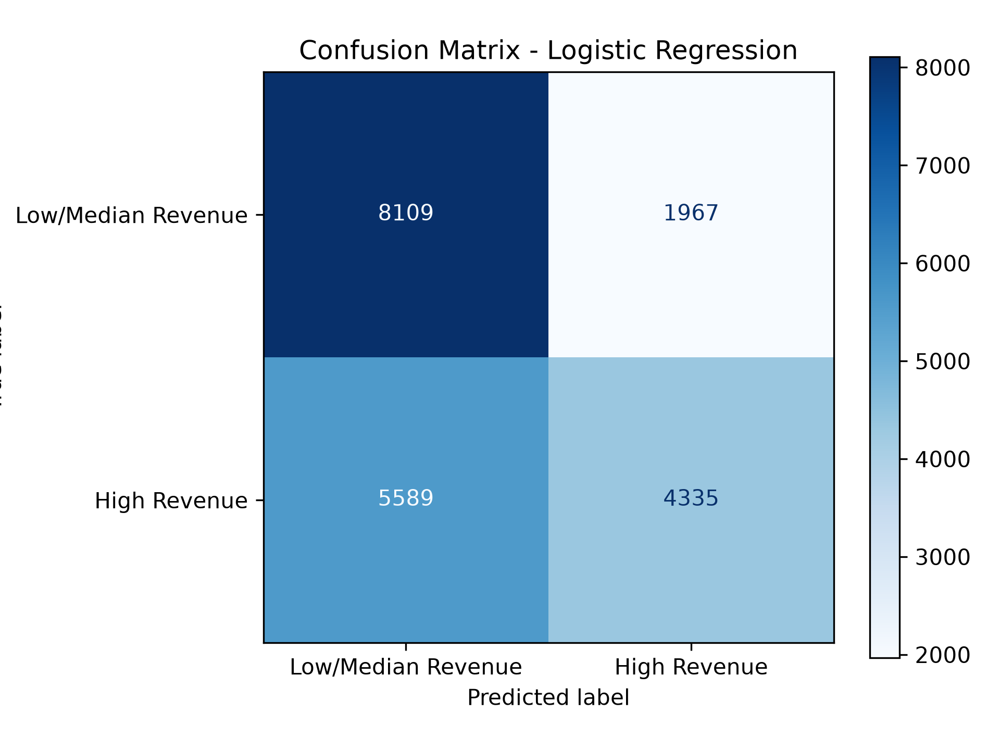 Confusion Matrix - Logistic Regression
Low/Median Revenue
8109
1967
High Revenue
5589
4335
Low/Median Revenue
High Revenue
Predicted label
8000
7000
6000
5000
4000
3000
2000